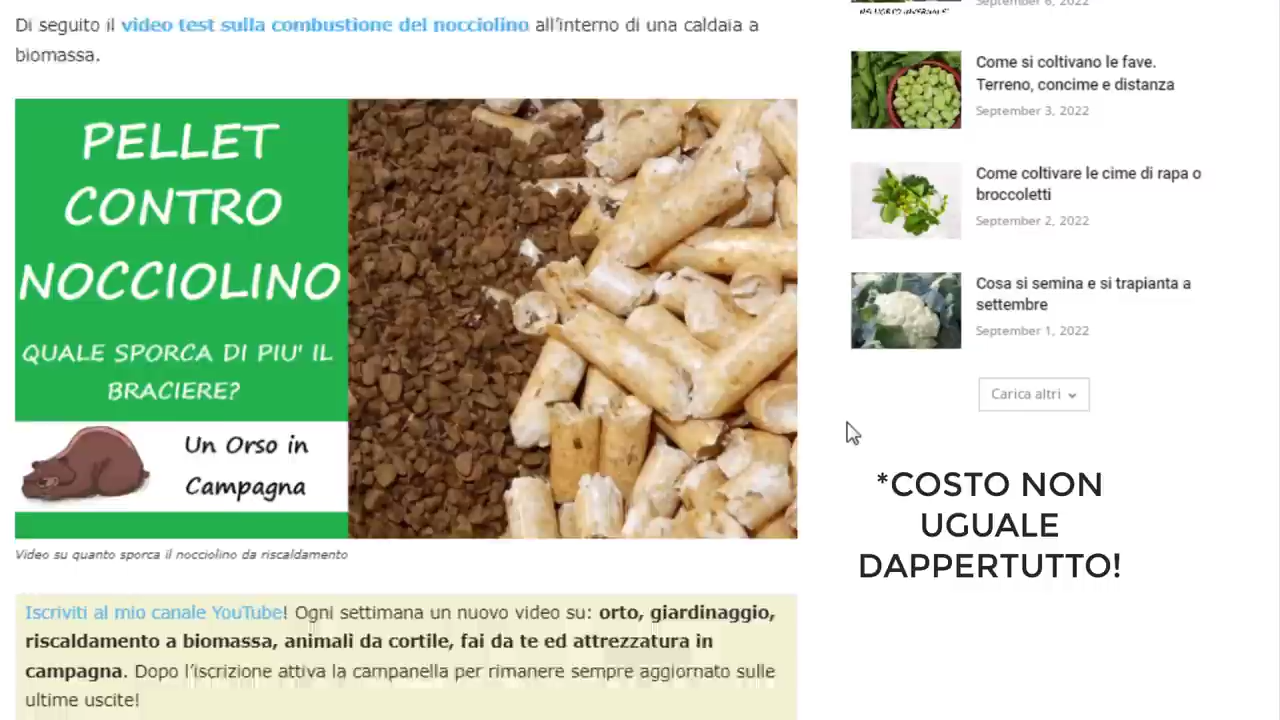 Di seguito il video test sulla combustione del nocciolino all'interno di una caldaia a
biomassa.
PELLET
CONTRO
NOCCIOLINO
QUALE SPORCA DI PIU' IL
BRACIERE?
Un Orso in
Campagna
Video su quanto sporca il nocciolino da riscaldamento
Iscriviti al mio canale YouTube! Ogni settimana un nuovo video su: orto, giardinaggio,
riscaldamento a biomassa, animali da cortile, fai da te ed attrezzatura in
campagna. Dopo l'iscrizione attiva la campanella per rimanere sempre aggiornato sulle
ultime uscite!
September 6, 2022
Come si coltivano le fave.
Terreno, concime e distanza
September 3, 2022
Come coltivare le cime di rapa o
broccoletti
September 2, 2022
Cosa si semina e si trapianta a
settembre
September 1, 2022
Carica altri
*COSTO NON
UGUALE
DAPPERTUTTO!